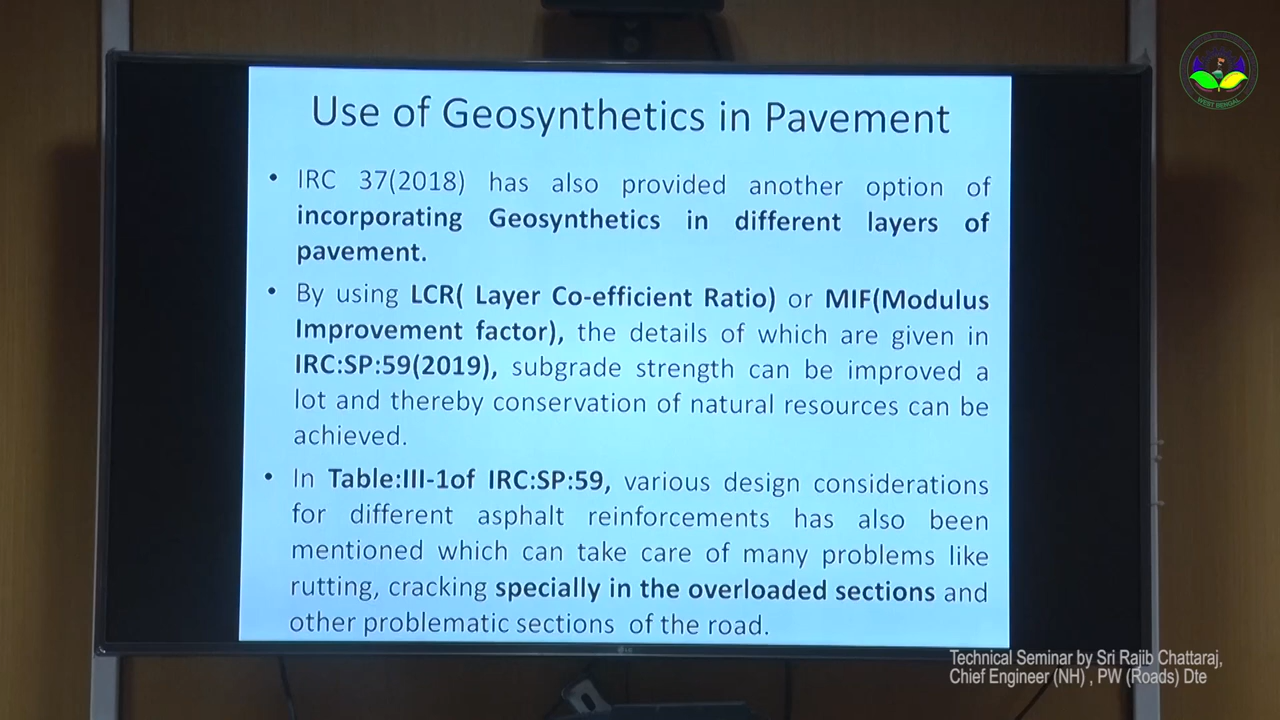 Use of Geosynthetics in Pavement
• IRC 37(2018) has also provided another option of
incorporating Geosynthetics in different layers of
pavement.
• By using LCR( Layer Co-efficient Ratio) or MIF(Modulus
Improvement factor), the details of which are given in
IRC:SP:59(2019), subgrade strength can be improved a
lot and thereby conservation of natural resources can be
achieved.
• In Table:III-1of IRC:SP:59, various design considerations
for different asphalt reinforcements has also been
mentioned which can take care of many problems like
rutting, cracking specially in the overloaded sections and
other problematic sections of the road.
LG
WEST BENGAL
Technical Seminar by Sri Rajib Chattaraj,
Chief Engineer (NH) , PW (Roads) Dte